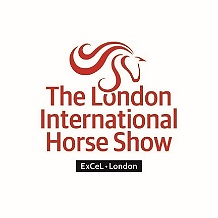 The London
International
Horse Show
ExCeL • London